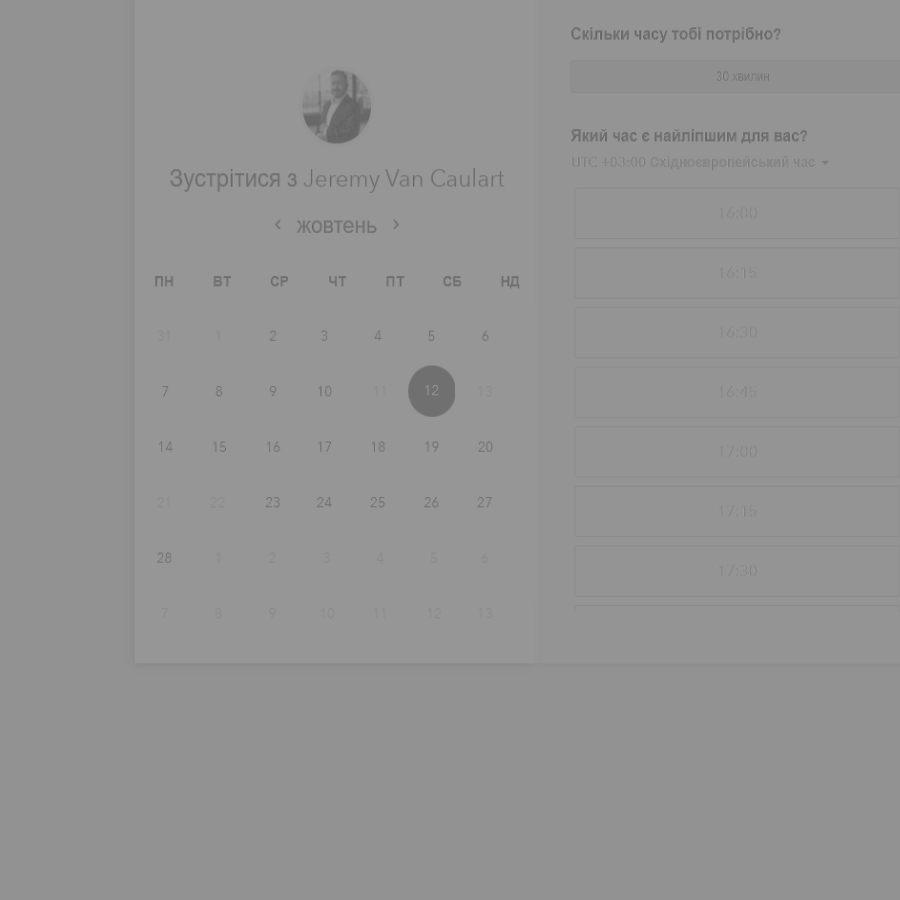 Зустрітися з Jeremy Van Caulart
‹ жовтень ›
ПН ВТ СР ЧТ ПТ СБ НД
31 1 2 3 4 5 6
7 8 9 10 11 12 13
14 15 16 17 18 19 20
21 22 23 24 25 26 27
28 1 2 3 4 5 6
7 8 9 10 11 12 13
Скільки часу тобі потрібно?
30 хвилин
Який час є найліпшим для вас?
UTC +03:00 Східноєвропейський час
16:00
16:15
16:30
16:45
17:00
17:15
17:30